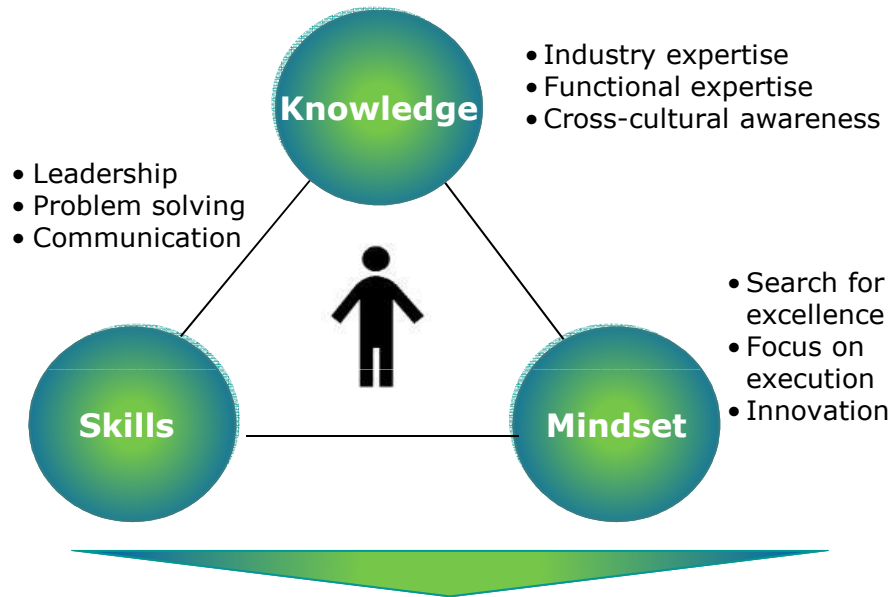 Knowledge
• Industry expertise
• Functional expertise
• Cross-cultural awareness
• Leadership
• Problem solving
• Communication
• Search for
excellence
• Focus on
execution
• Innovation
Skills
Mindset